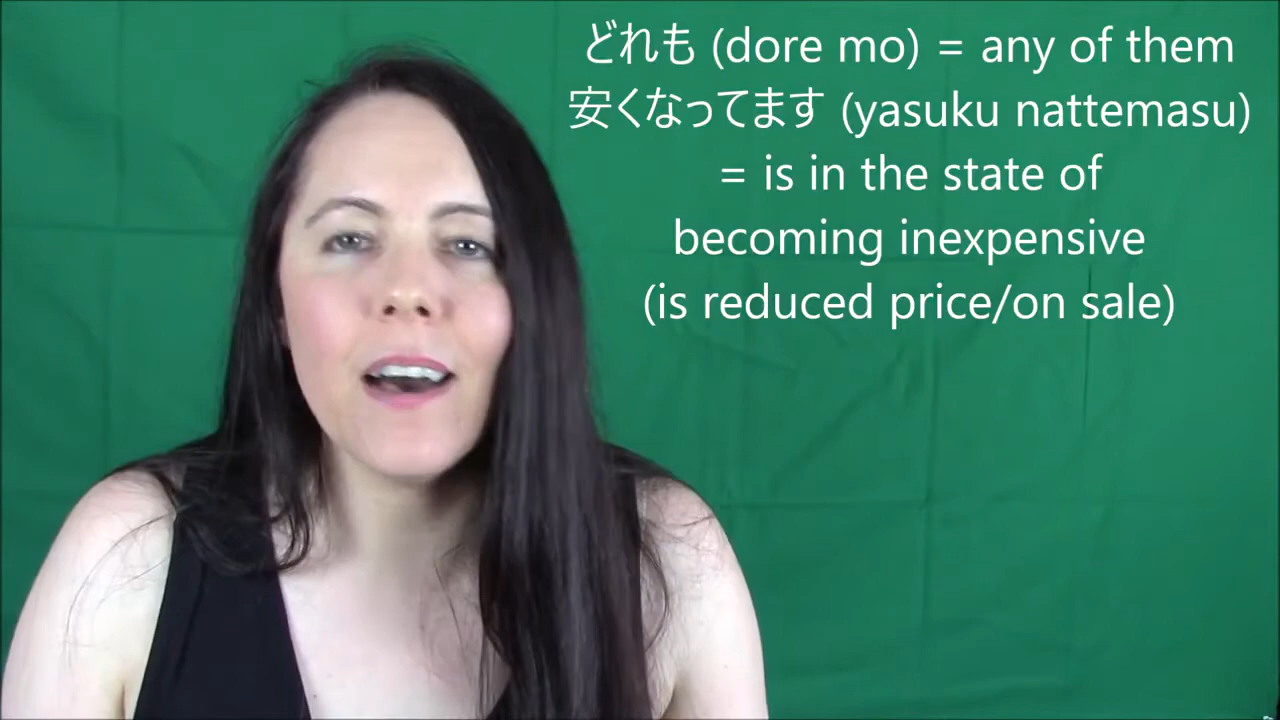 どれも (dore mo) = any of them
安くなってます (yasuku nattemasu)
= is in the state of
becoming inexpensive
(is reduced price/on sale)